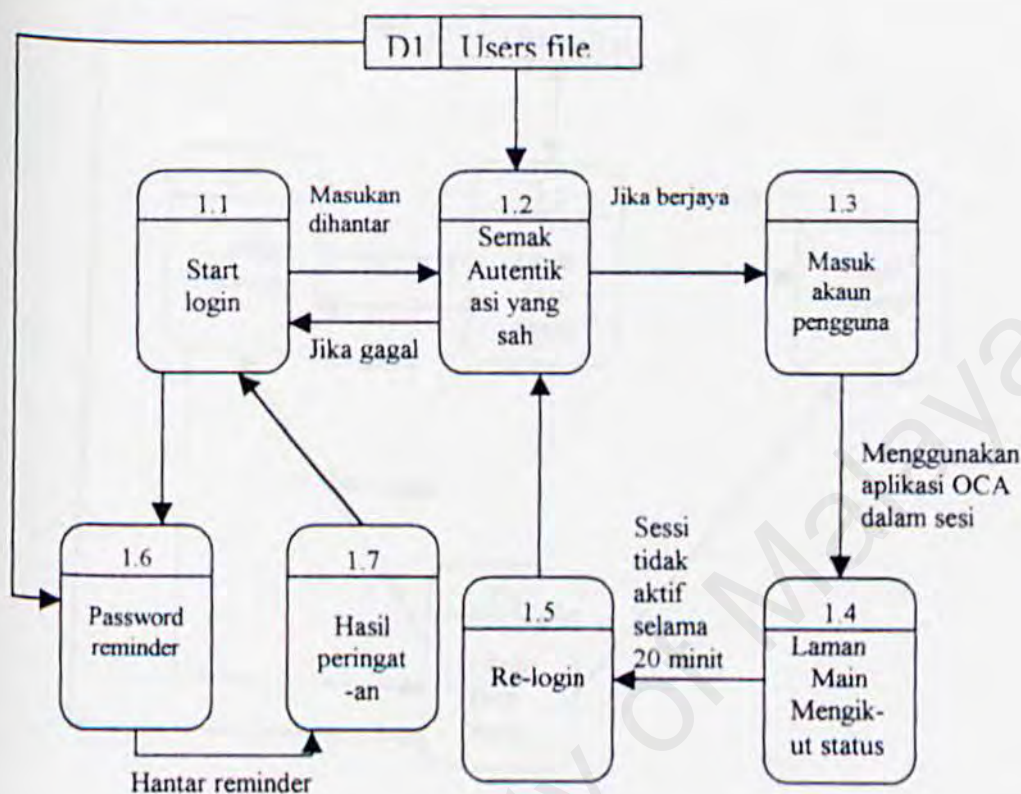 D1 Users file
1.1
Start
login
Masukan
dihantar
Jika gagal
1.2
Semak
Autentik
asi yang
sah
Jika berjaya
1.3
Masuk
akaun
pengguna
Menggunakan
aplikasi OCA
dalam sesi
1.6
Password
reminder
1.7
Hasil
peringat
-an
Hantar reminder
1.5
Re-login
Sessi
tidak
aktif
selama
20 minit
1.4
Laman
Main
Mengik-
ut status
of Malaya